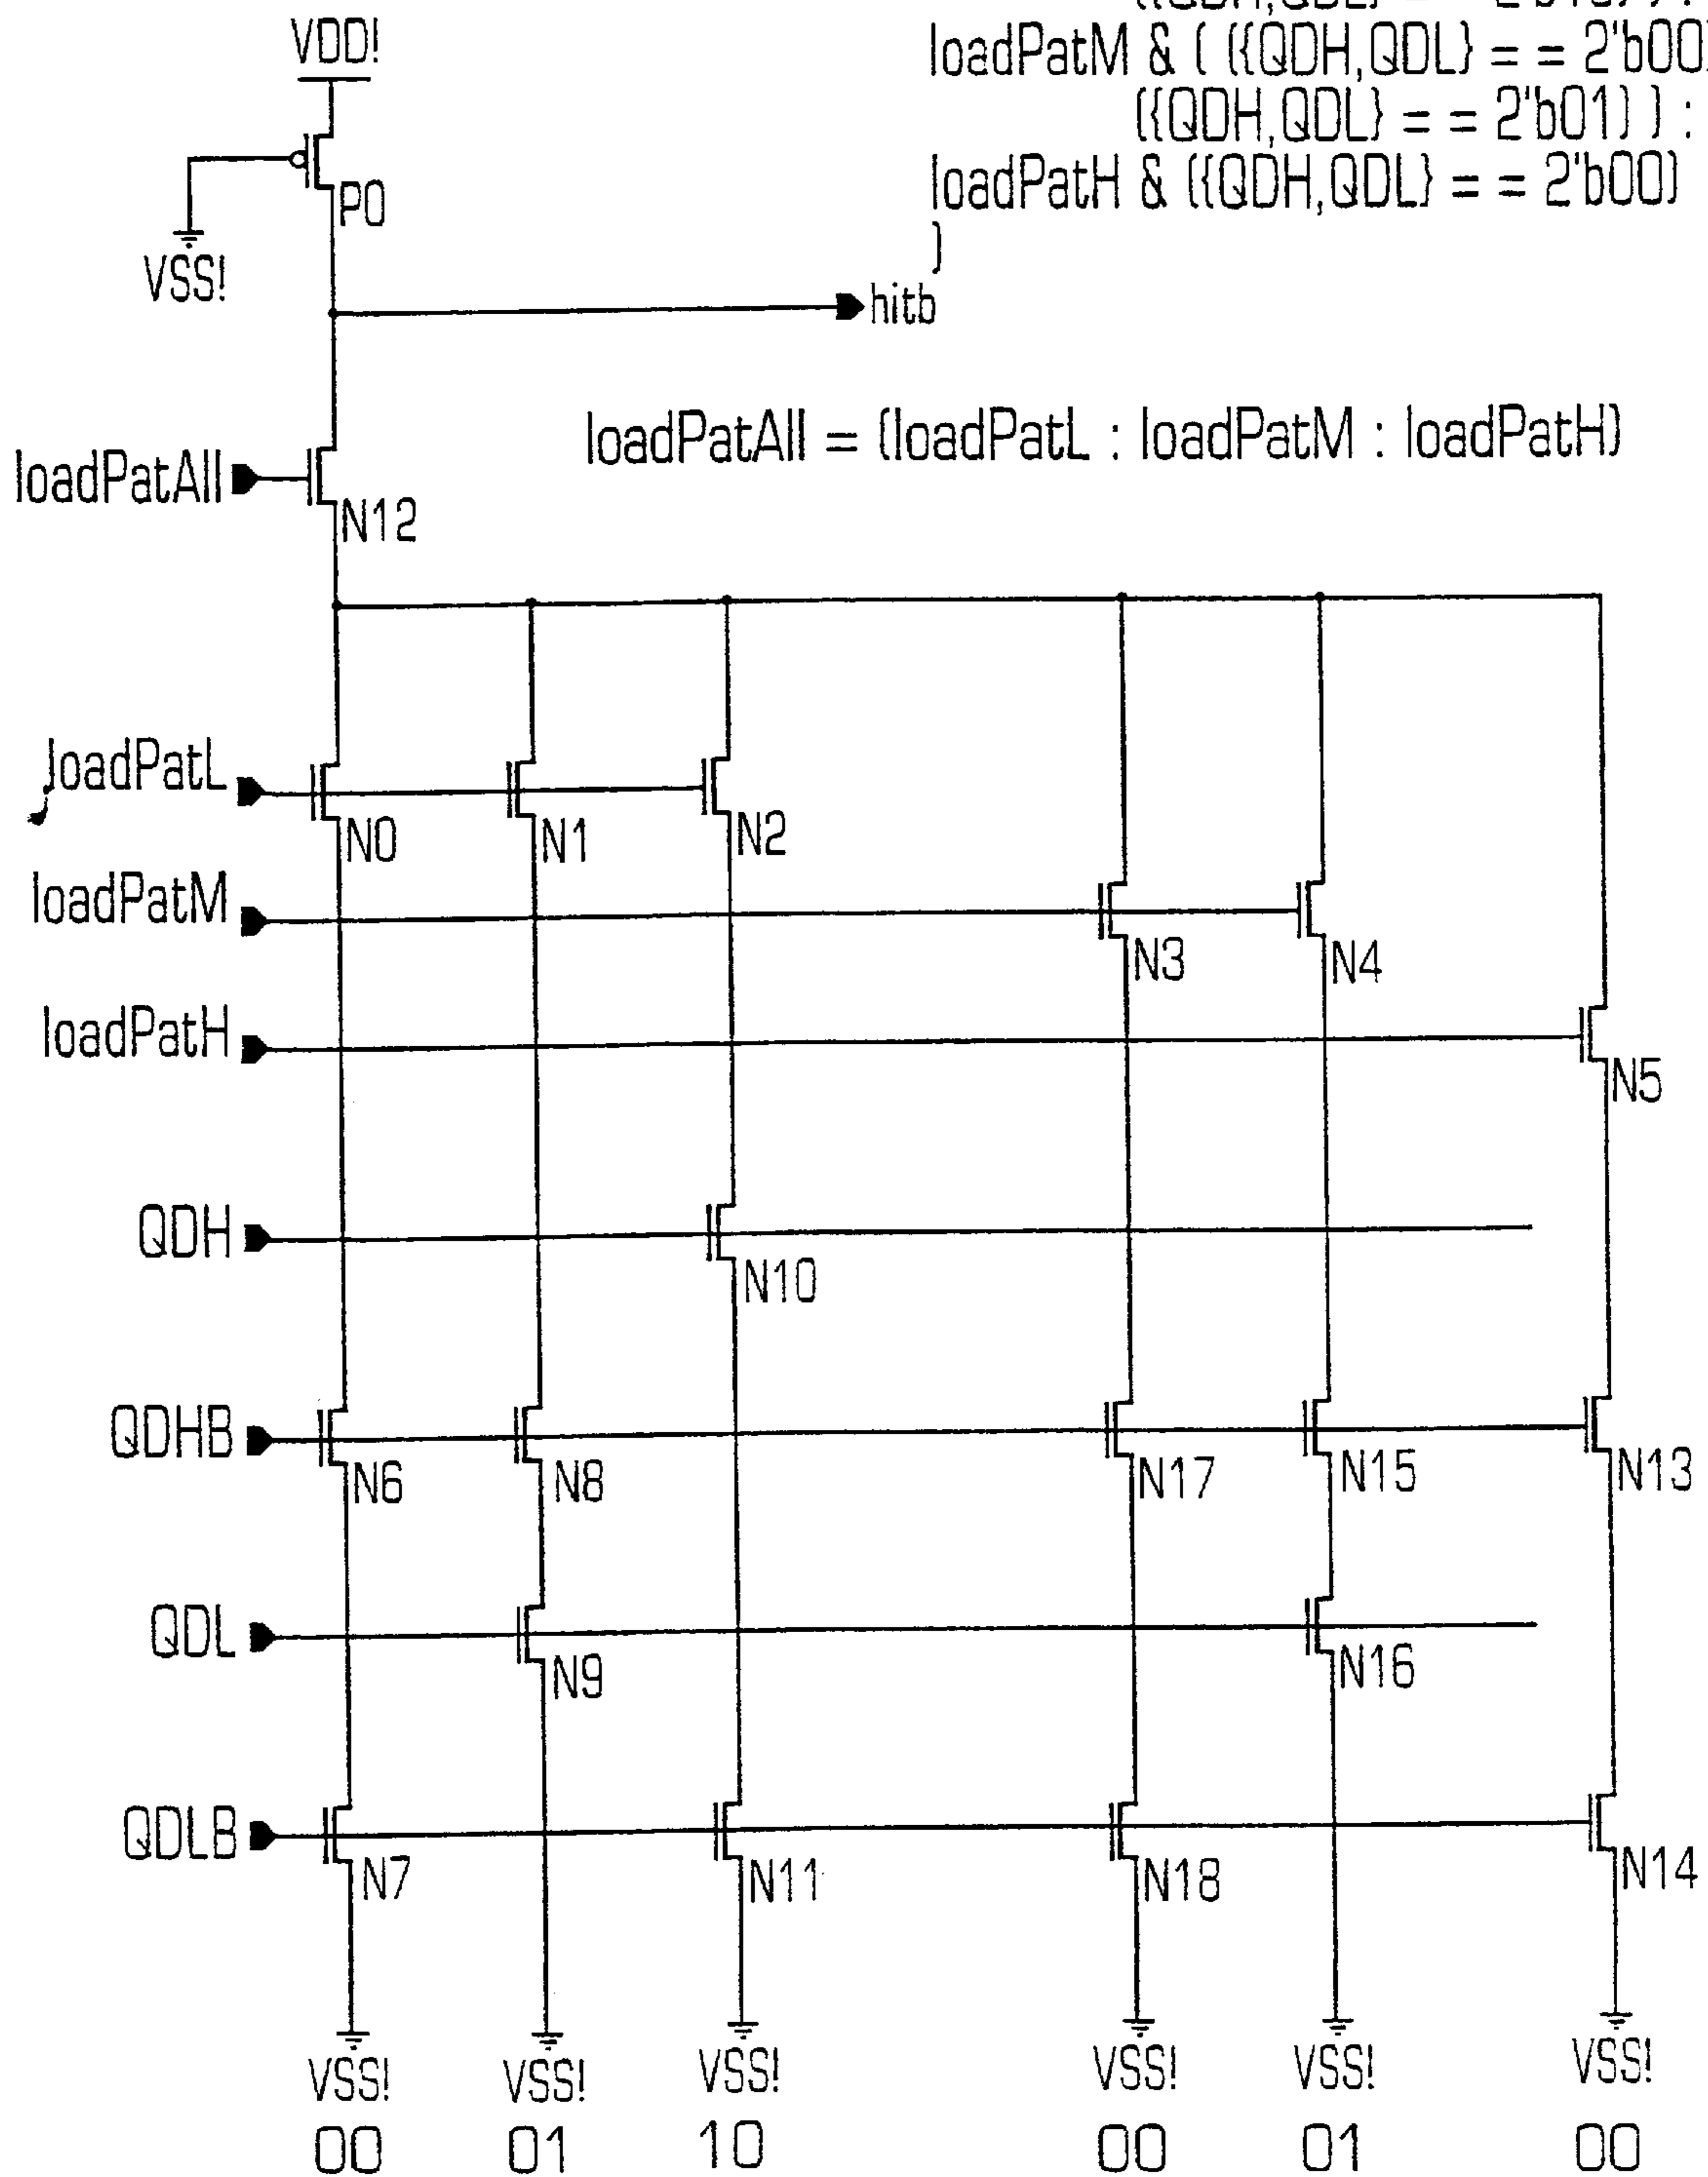 VDD!
loadPatM & ( ({QDH,QDL} = = 2'b00)
({QDH,QDL} = = 2'b01) ) :
loadPatH & ({QDH,QDL} = = 2'b00)
)
P0
VSS!
hitb
loadPatAll = (loadPatL : loadPatM : loadPatH)
loadPatAll
N12
loadPatL
N0 N1 N2
loadPatM
N3 N4
loadPatH
N5
QDH
N10
QDHB
N6 N8 N17 N15 N13
QDL
N9 N16
QDLB
N7 N11 N18 N14
VSS! VSS! VSS! VSS! VSS! VSS!
00 01 10 00 01 00